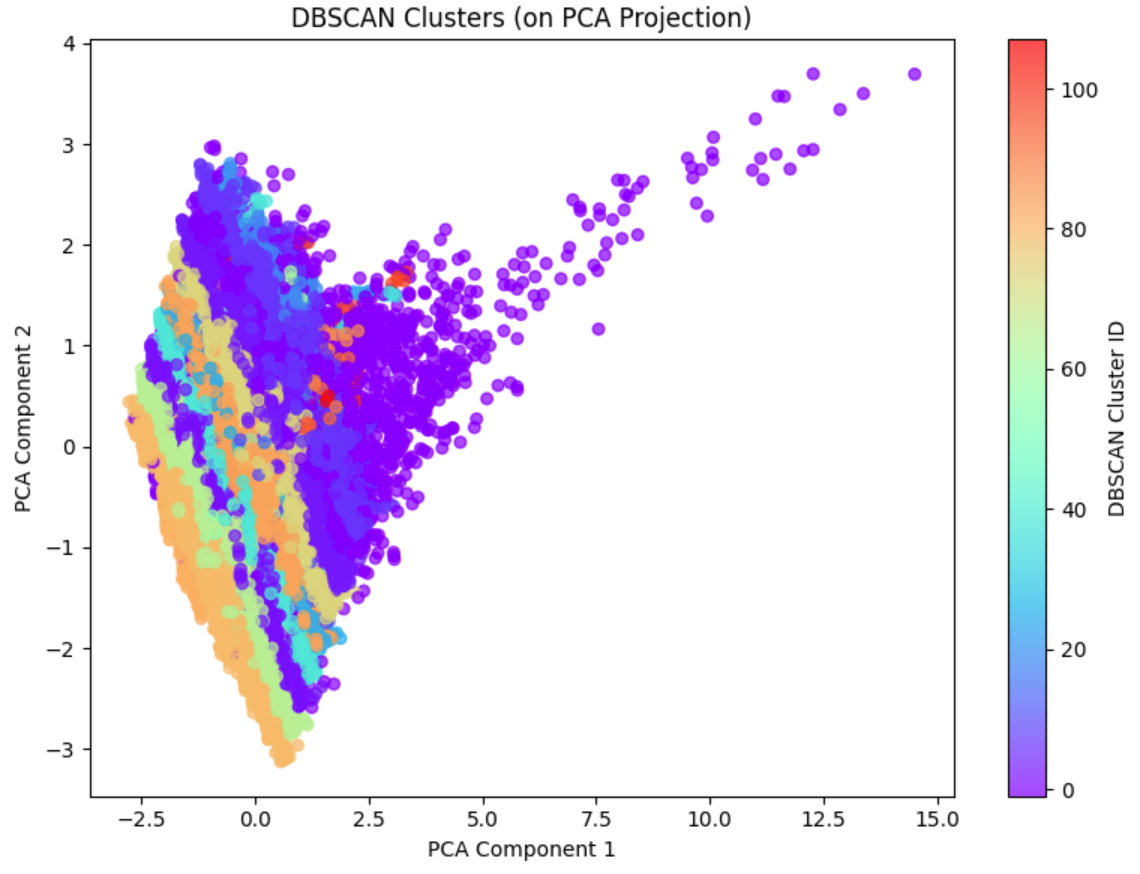 DBSCAN Clusters (on PCA Projection)
4
3
2
1
0
−1
−2
−3
PCA Component 2
−2.5 0.0 2.5 5.0 7.5 10.0 12.5 15.0
PCA Component 1
100
80
60
40
20
0
DBSCAN Cluster ID